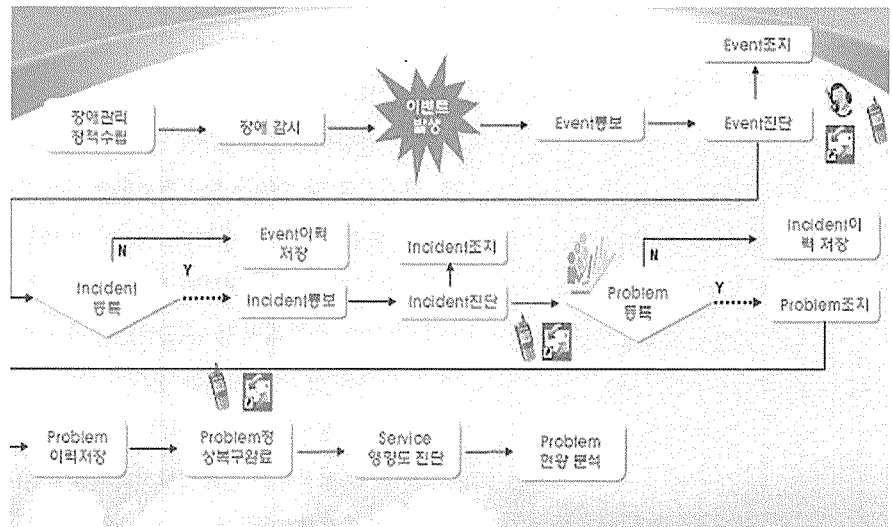 Event조치
장애관리
정책수립
장애 감시
이벤트
발생
Event통보
Event진단
N
Event이력
저장
Incident조치
Incident이
력 저장
N
Y
Incident
등록
Incident통보
Incident진단
Problem
등록
Y
Problem조치
Problem
이력저장
Problem정
상복구완료
Service
영향도 진단
Problem
현황 분석